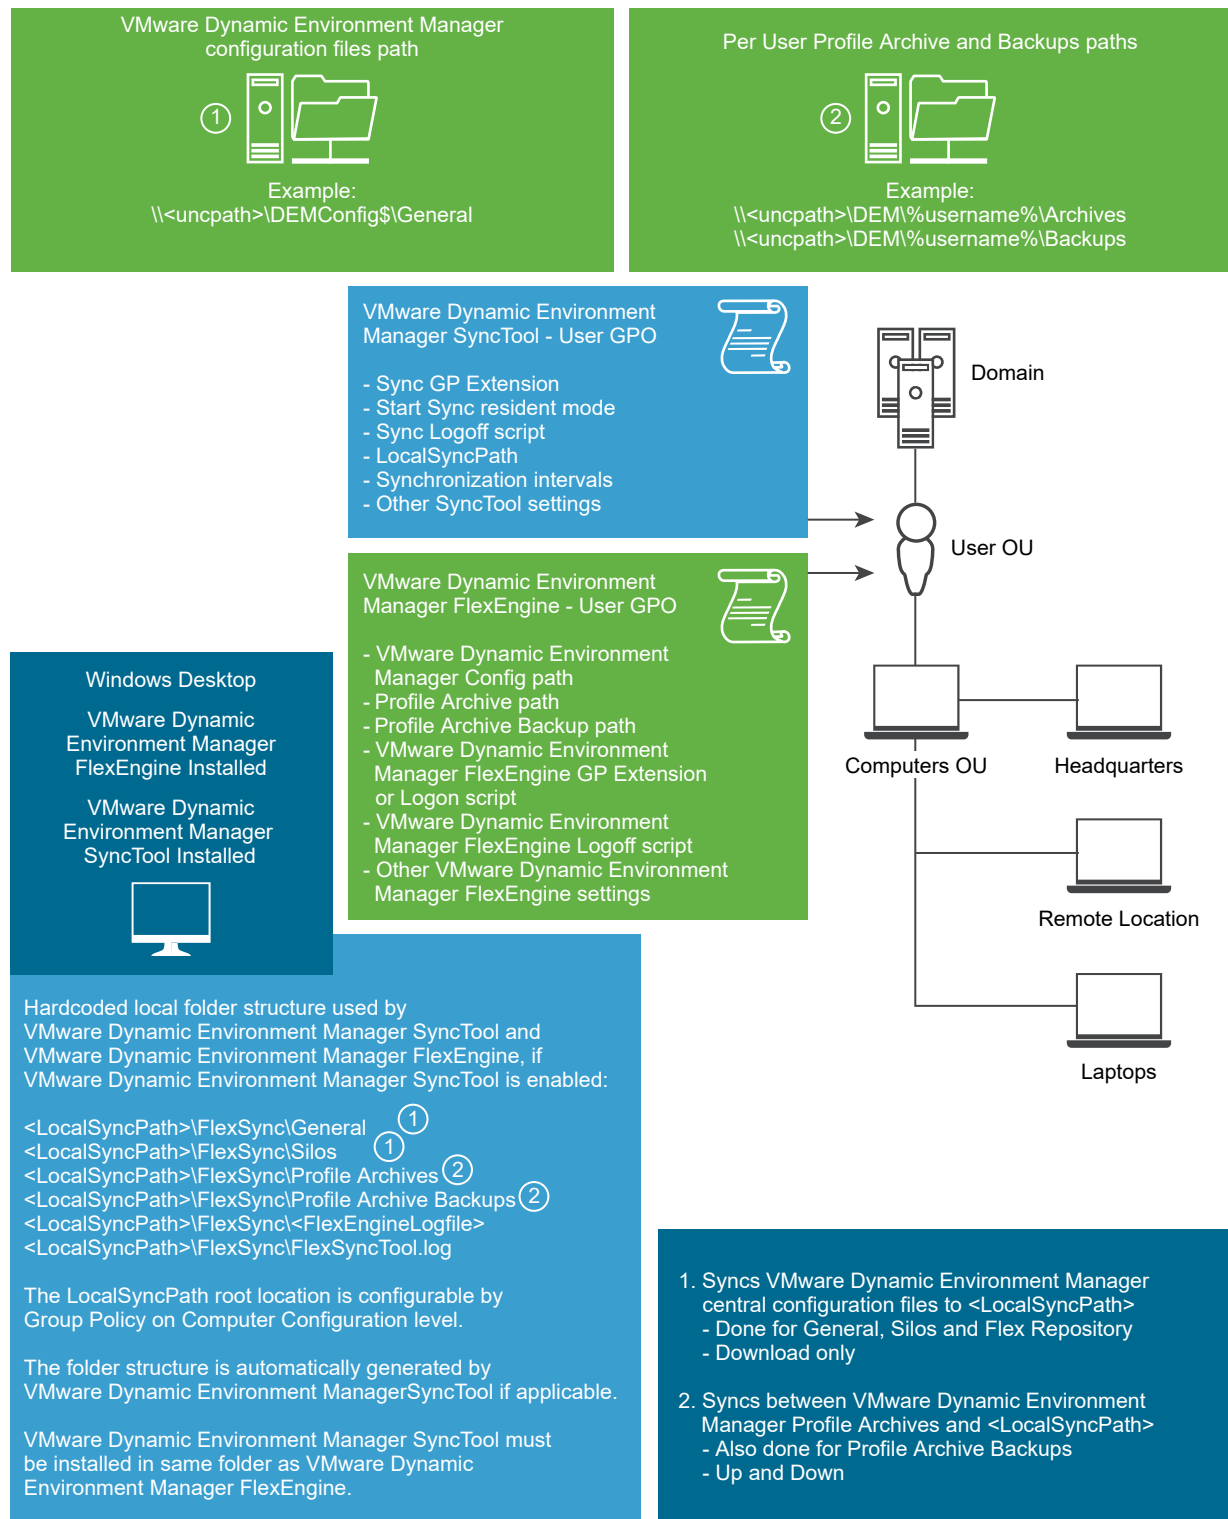 VMware Dynamic Environment Manager
configuration files path
1
Example:
\\<uncpath>\DEMConfig$\General
Per User Profile Archive and Backups paths
2
Example:
\\<uncpath>\DEM\%username%\Archives
\\<uncpath>\DEM\%username%\Backups
VMware Dynamic Environment
Manager SyncTool - User GPO
- Sync GP Extension
- Start Sync resident mode
- Sync Logoff script
- LocalSyncPath
- Synchronization intervals
- Other SyncTool settings
Domain
User OU
VMware Dynamic Environment
Manager FlexEngine - User GPO
- VMware Dynamic Environment
Manager Config path
- Profile Archive path
- Profile Archive Backup path
- VMware Dynamic Environment
Manager FlexEngine GP Extension
or Logon script
- VMware Dynamic Environment
Manager FlexEngine Logoff script
- Other VMware Dynamic Environment
Manager FlexEngine settings
Computers OU
Headquarters
Remote Location
Laptops
Windows Desktop
VMware Dynamic
Environment Manager
FlexEngine Installed
VMware Dynamic
Environment Manager
SyncTool Installed
Hardcoded local folder structure used by
VMware Dynamic Environment Manager SyncTool and
VMware Dynamic Environment Manager FlexEngine, if
VMware Dynamic Environment Manager SyncTool is enabled:
<LocalSyncPath>\FlexSync\General 1
<LocalSyncPath>\FlexSync\Silos 1
<LocalSyncPath>\FlexSync\Profile Archives 2
<LocalSyncPath>\FlexSync\Profile Archive Backups 2
<LocalSyncPath>\FlexSync\<FlexEngineLogfile>
<LocalSyncPath>\FlexSync\FlexSyncTool.log
The LocalSyncPath root location is configurable by
Group Policy on Computer Configuration level.
The folder structure is automatically generated by
VMware Dynamic Environment ManagerSyncTool if applicable.
VMware Dynamic Environment Manager SyncTool must
be installed in same folder as VMware Dynamic
Environment Manager FlexEngine.
1. Syncs VMware Dynamic Environment Manager
central configuration files to <LocalSyncPath>
- Done for General, Silos and Flex Repository
- Download only
2. Syncs between VMware Dynamic Environment
Manager Profile Archives and <LocalSyncPath>
- Also done for Profile Archive Backups
- Up and Down